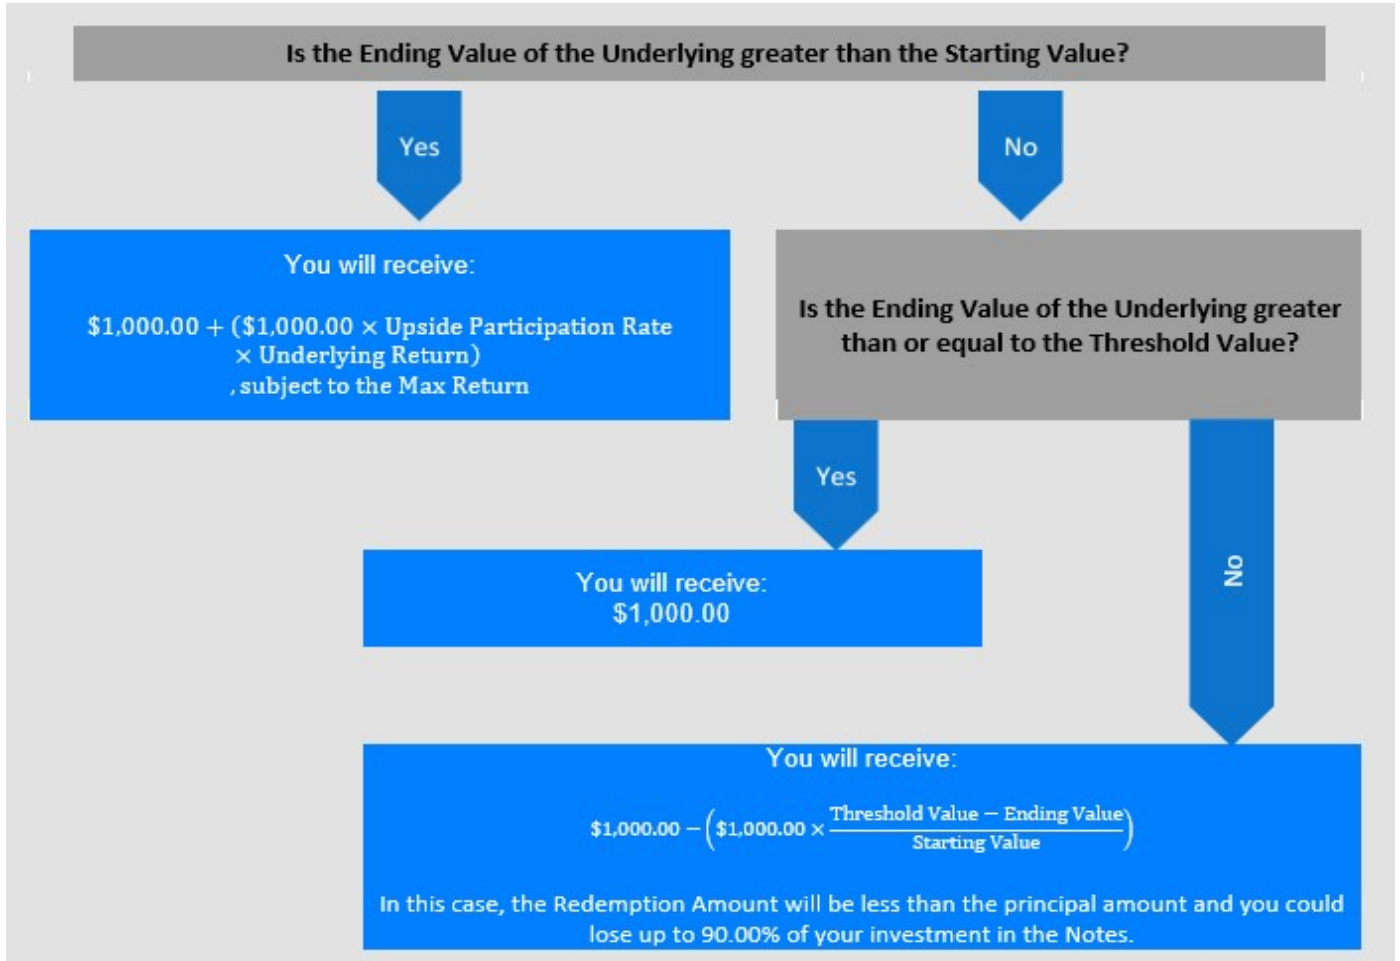 Is the Ending Value of the Underlying greater than the Starting Value?
Yes
No
You will receive:
$1,000.00 + ($1,000.00 × Upside Participation Rate
× Underlying Return)
, subject to the Max Return
Is the Ending Value of the Underlying greater
than or equal to the Threshold Value?
Yes
No
You will receive:
$1,000.00
You will receive:
$1,000.00 − ($1,000.00 × (Threshold Value − Ending Value) / Starting Value)
In this case, the Redemption Amount will be less than the principal amount and you could
lose up to 90.00% of your investment in the Notes.